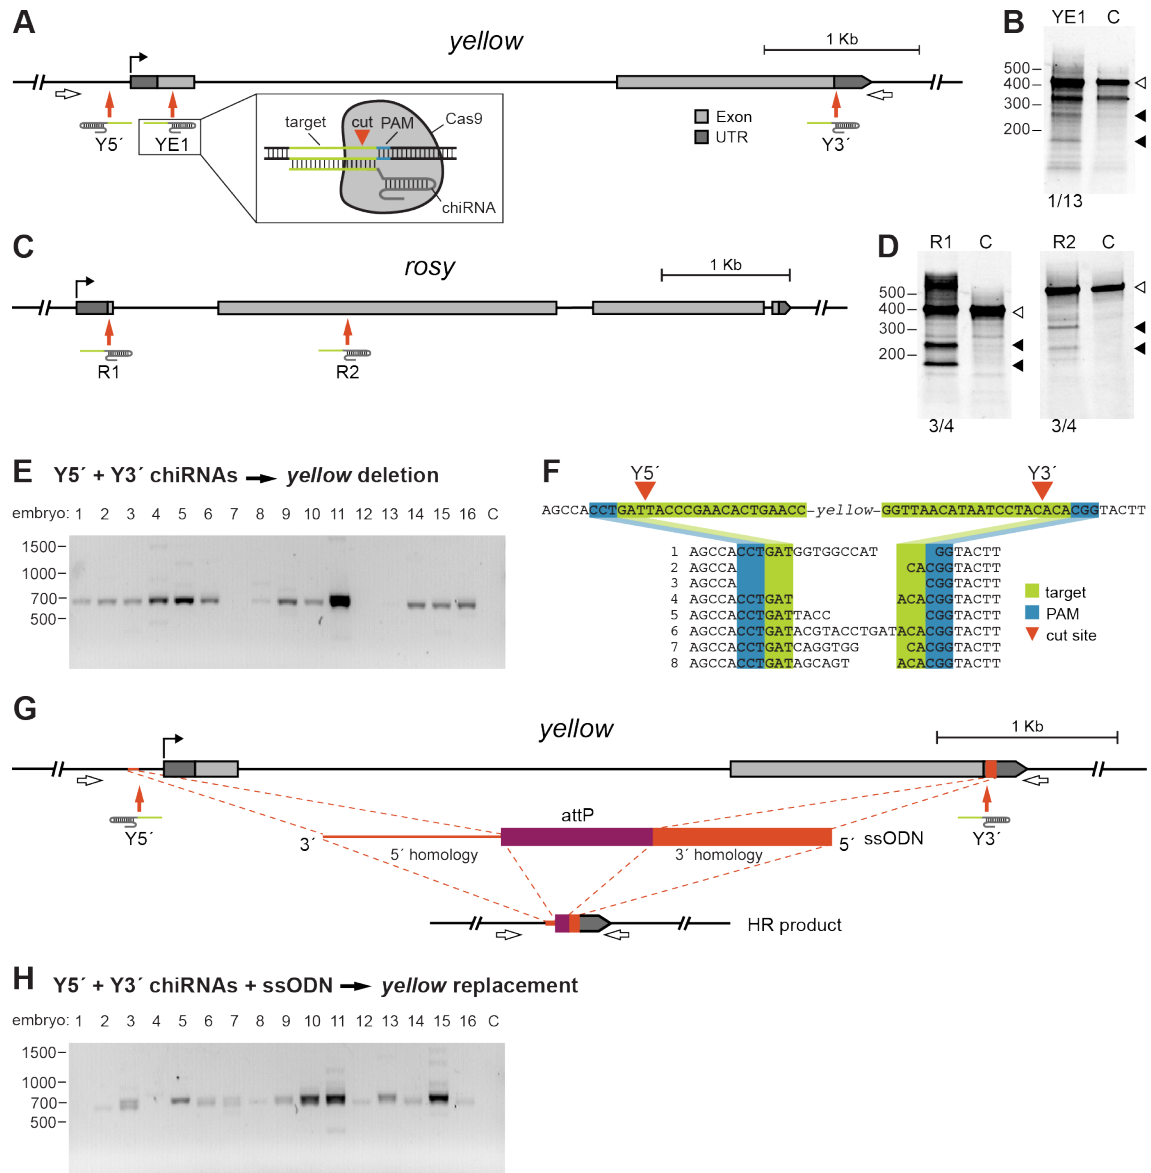 A
yellow
1 Kb
Y5´
YE1
Y3´
target
cut
PAM
Cas9
chiRNA
Exon
UTR
B
YE1 C
500
400
300
200
1/13
C
rosy
1 Kb
R1
R2
D
R1 C
R2 C
500
400
300
200
3/4
3/4
E Y5´ + Y3´ chiRNAs yellow deletion
embryo: 1 2 3 4 5 6 7 8 9 10 11 12 13 14 15 16 C
1500
1000
700
500
F
Y5´
Y3´
AGCCACCTGATTACCCGAACACTGAACC–yellow–GGTTAACATAATCCTACACACGGTACTT
1 AGCCACCTGATGGTGGCCAT GGTACTT
2 AGCCA CACGGTACTT
3 AGCCA CGGTACTT
4 AGCCACCTGAT ACACGGTACTT
5 AGCCACCTGATTACC CGGTACTT
6 AGCCACCTGATACGTACCTGATACACGGTACTT
7 AGCCACCTGATCAGGTGG CACGGTACTT
8 AGCCACCTGATAGCAGT ACACGGTACTT
target
PAM
cut site
G
yellow
1 Kb
Y5´
Y3´
attP
3´
5´ homology
3´ homology
5´ ssODN
HR product
H Y5´ + Y3´ chiRNAs + ssODN yellow replacement
embryo: 1 2 3 4 5 6 7 8 9 10 11 12 13 14 15 16 C
1500
1000
700
500